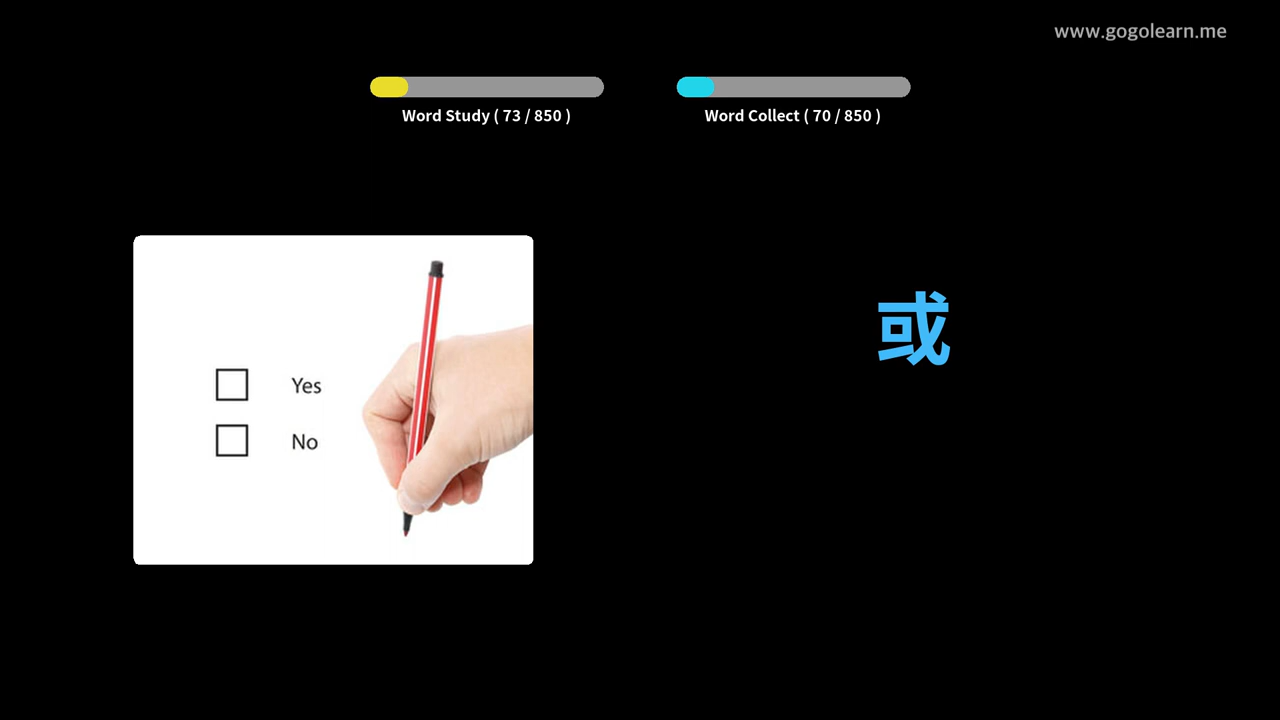 www.gogolearn.me
Word Study ( 73 / 850 )
Word Collect ( 70 / 850 )
Yes
No
或